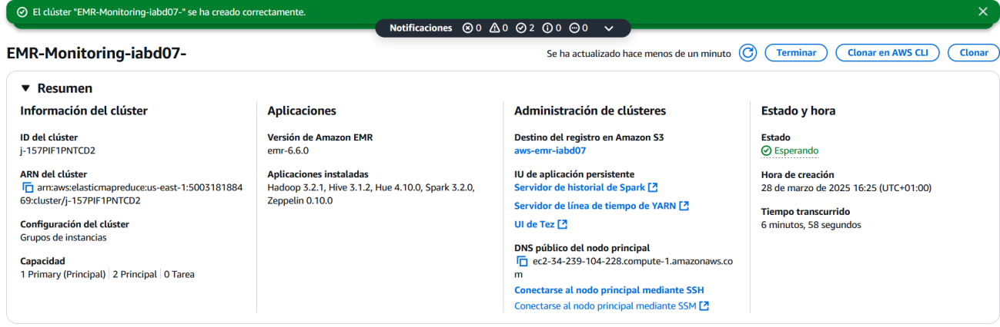 El clúster "EMR-Monitoring-iabd07-" se ha creado correctamente.
Notificaciones 0 0 2 0 0
EMR-Monitoring-iabd07-
Se ha actualizado hace menos de un minuto
Terminar
Clonar en AWS CLI
Clonar
Resumen
Información del clúster
ID del clúster
j-157PIF1PNTCD2
ARN del clúster
arn:aws:elasticmapreduce:us-east-1:5003181884
69:cluster/j-157PIF1PNTCD2
Configuración del clúster
Grupos de instancias
Capacidad
1 Primary (Principal) 2 Principal 0 Tarea
Aplicaciones
Versión de Amazon EMR
emr-6.6.0
Aplicaciones instaladas
Hadoop 3.2.1, Hive 3.1.2, Hue 4.10.0, Spark 3.2.0,
Zeppelin 0.10.0
Administración de clústeres
Destino del registro en Amazon S3
aws-emr-iabd07
IU de aplicación persistente
Servidor de historial de Spark
Servidor de línea de tiempo de YARN
UI de Tez
DNS público del nodo principal
ec2-34-239-104-228.compute-1.amazonaws.co
m
Conectarse al nodo principal mediante SSH
Conectarse al nodo principal mediante SSM
Estado y hora
Estado
Esperando
Hora de creación
28 de marzo de 2025 16:25 (UTC+01:00)
Tiempo transcurrido
6 minutos, 58 segundos